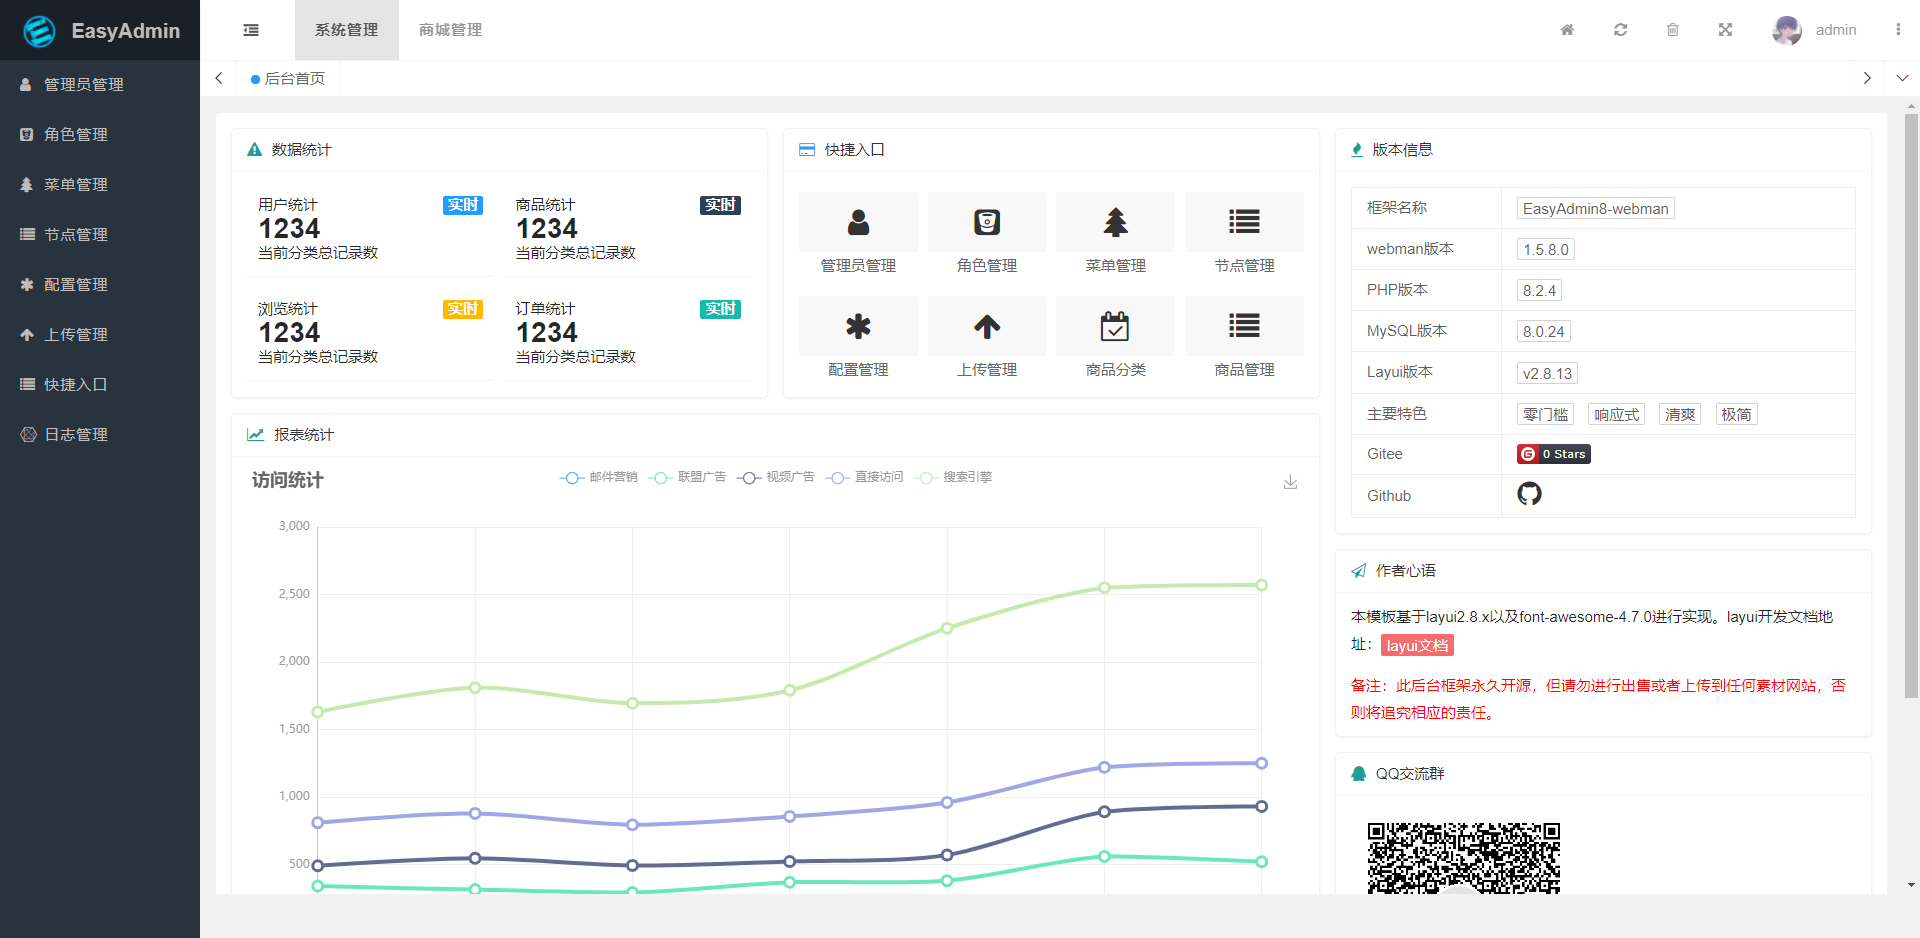 EasyAdmin
系统管理
商城管理
admin
后台首页
管理员管理
角色管理
菜单管理
节点管理
配置管理
上传管理
快捷入口
日志管理
数据统计
用户统计 实时
1234
当前分类总记录数
商品统计 实时
1234
当前分类总记录数
浏览统计 实时
1234
当前分类总记录数
订单统计 实时
1234
当前分类总记录数
快捷入口
管理员管理
角色管理
菜单管理
节点管理
配置管理
上传管理
商品分类
商品管理
报表统计
访问统计
邮件营销 联盟广告 视频广告 直接访问 搜索引擎
3,000
2,500
2,000
1,500
1,000
500
版本信息
框架名称 EasyAdmin8-webman
webman版本 1.5.8.0
PHP版本 8.2.4
MySQL版本 8.0.24
Layui版本 v2.8.13
主要特色 零门槛 响应式 清爽 极简
Gitee 0 Stars
Github
作者心语
本模板基于layui2.8.x以及font-awesome-4.7.0进行实现。layui开发文档地
址：layui文档
备注：此后台框架永久开源，但请勿进行出售或者上传到任何素材网站，否
则将追究相应的责任。
QQ交流群